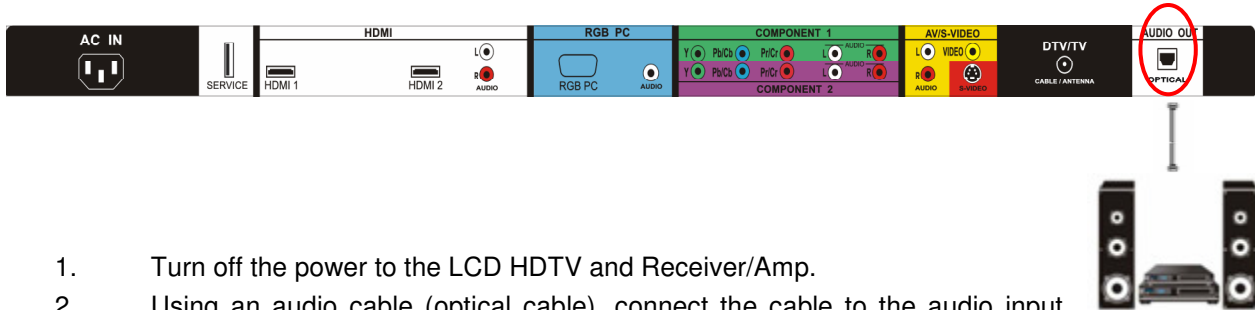 AC IN
SERVICE
HDMI
HDMI 1
HDMI 2
L
R
AUDIO
RGB PC
RGB PC
AUDIO
COMPONENT 1
Y Pb/Cb Pr/Cr L AUDIO R
Y Pb/Cb Pr/Cr L AUDIO R
COMPONENT 2
AV/S-VIDEO
L VIDEO
R
AUDIO S-VIDEO
DTV/TV
CABLE / ANTENNA
AUDIO OUT
OPTICAL
1. Turn off the power to the LCD HDTV and Receiver/Amp.
2. Using an audio cable (optical cable), connect the cable to the audio input